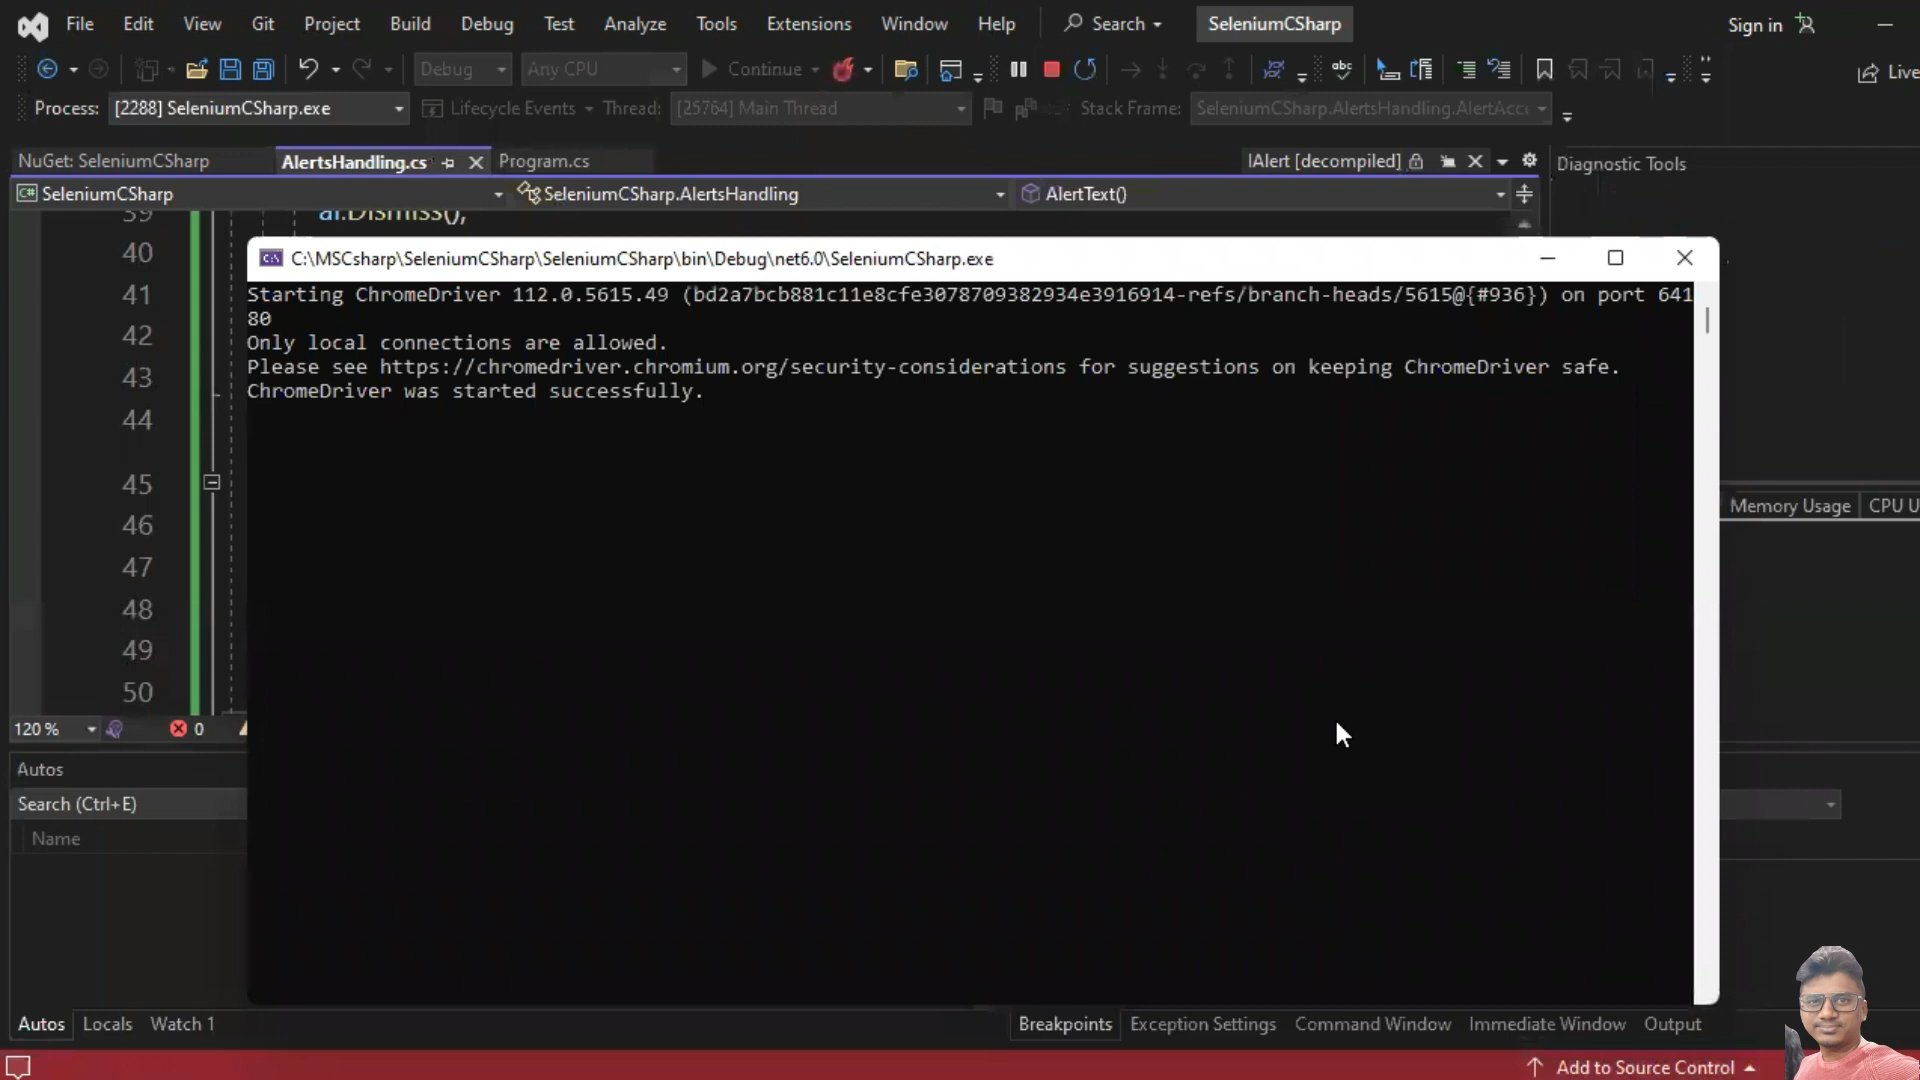 File Edit View Git Project Build Debug Test Analyze Tools Extensions Window Help Search SeleniumCSharp Sign in
Debug Any CPU Continue abc Live
Process: [2288] SeleniumCSharp.exe Lifecycle Events Thread: [25764] Main Thread Stack Frame: SeleniumCSharp.AlertsHandling.AlertAcc
NuGet: SeleniumCSharp AlertsHandling.cs Program.cs IAlert [decompiled] Diagnostic Tools
C# SeleniumCSharp SeleniumCSharp.AlertsHandling AlertText()
39 al.Dismiss();
40
C:\MSCsharp\SeleniumCSharp\SeleniumCSharp\bin\Debug\net6.0\SeleniumCSharp.exe
41
42
43
44
45
46
47
48
49
50
Starting ChromeDriver 112.0.5615.49 (bd2a7bcb881c11e8cfe3078709382934e3916914-refs/branch-heads/5615@{#936}) on port 641
80
Only local connections are allowed.
Please see https://chromedriver.chromium.org/security-considerations for suggestions on keeping ChromeDriver safe.
ChromeDriver was started successfully.
Memory Usage CPU U
120 % 0
Autos
Search (Ctrl+E)
Name
Autos Locals Watch 1 Breakpoints Exception Settings Command Window Immediate Window Output
Add to Source Control